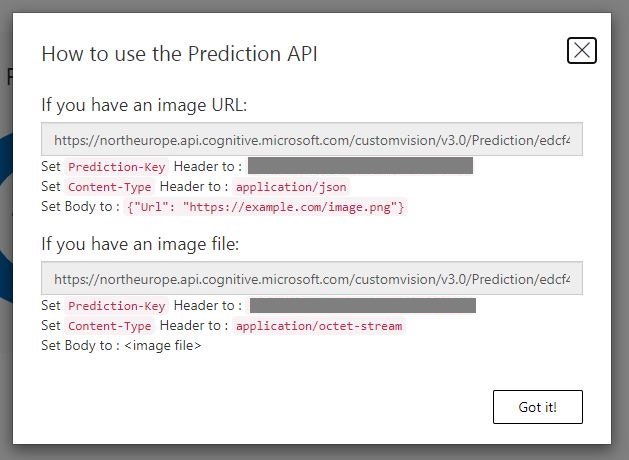 How to use the Prediction API
If you have an image URL:
https://northeurope.api.cognitive.microsoft.com/customvision/v3.0/Prediction/edcf4
Set Prediction-Key Header to :
Set Content-Type Header to : application/json
Set Body to : {"Url": "https://example.com/image.png"}
If you have an image file:
https://northeurope.api.cognitive.microsoft.com/customvision/v3.0/Prediction/edcf4
Set Prediction-Key Header to :
Set Content-Type Header to : application/octet-stream
Set Body to : <image file>
Got it!